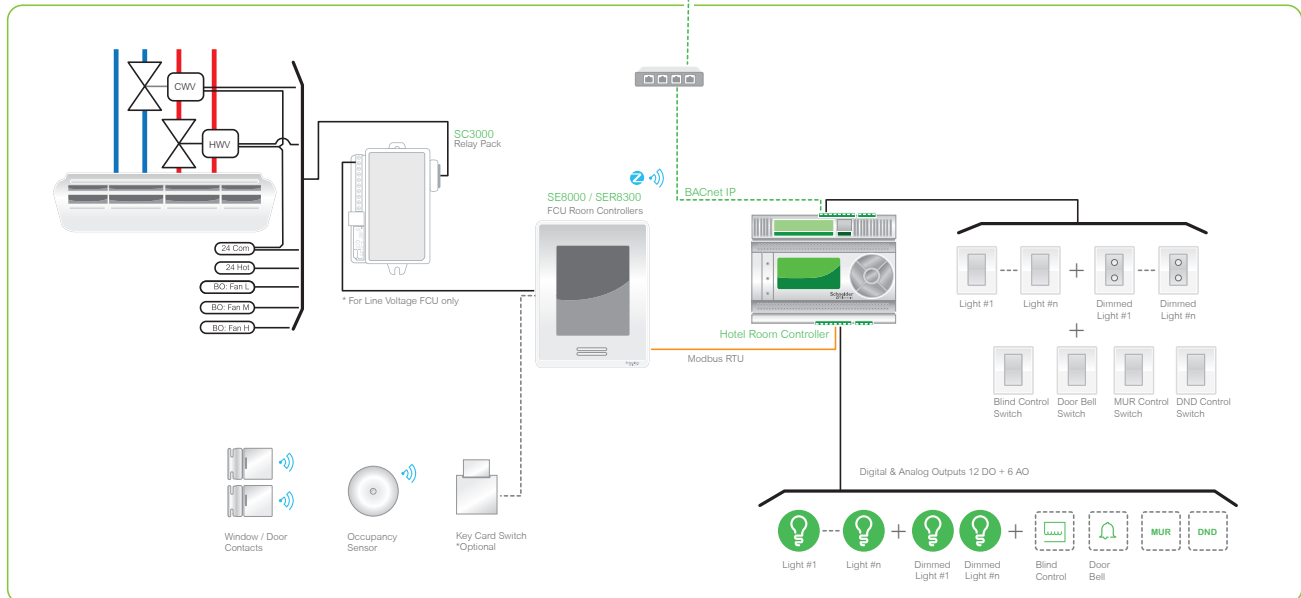 CWV
HWV
SC3000
Relay Pack
SE8000 / SER8300
FCU Room Controllers
BACnet IP
24 Com
24 Hot
BO: Fan L
BO: Fan M
BO: Fan H
* For Line Voltage FCU only
Schneider
Hotel Room Controller
Modbus RTU
Light #1
Light #n
Dimmed
Light #1
Dimmed
Light #n
Blind Control
Switch
Door Bell
Switch
MUR Control
Switch
DND Control
Switch
Digital & Analog Outputs 12 DO + 6 AO
Window / Door
Contacts
Occupancy
Sensor
Key Card Switch
*Optional
Light #1
Light #n
Dimmed
Light #1
Dimmed
Light #n
Blind
Control
Door
Bell
MUR
DND